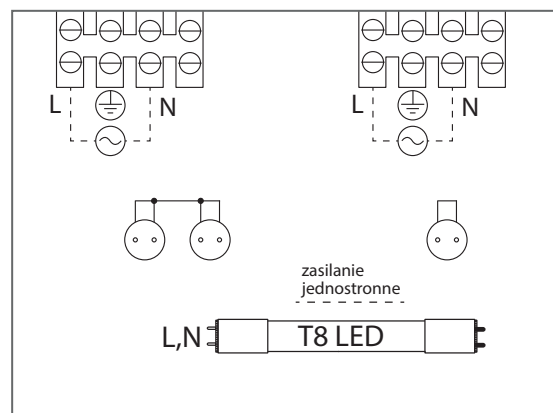 L N
L N
zasilanie
jednostronne
L,N T8 LED